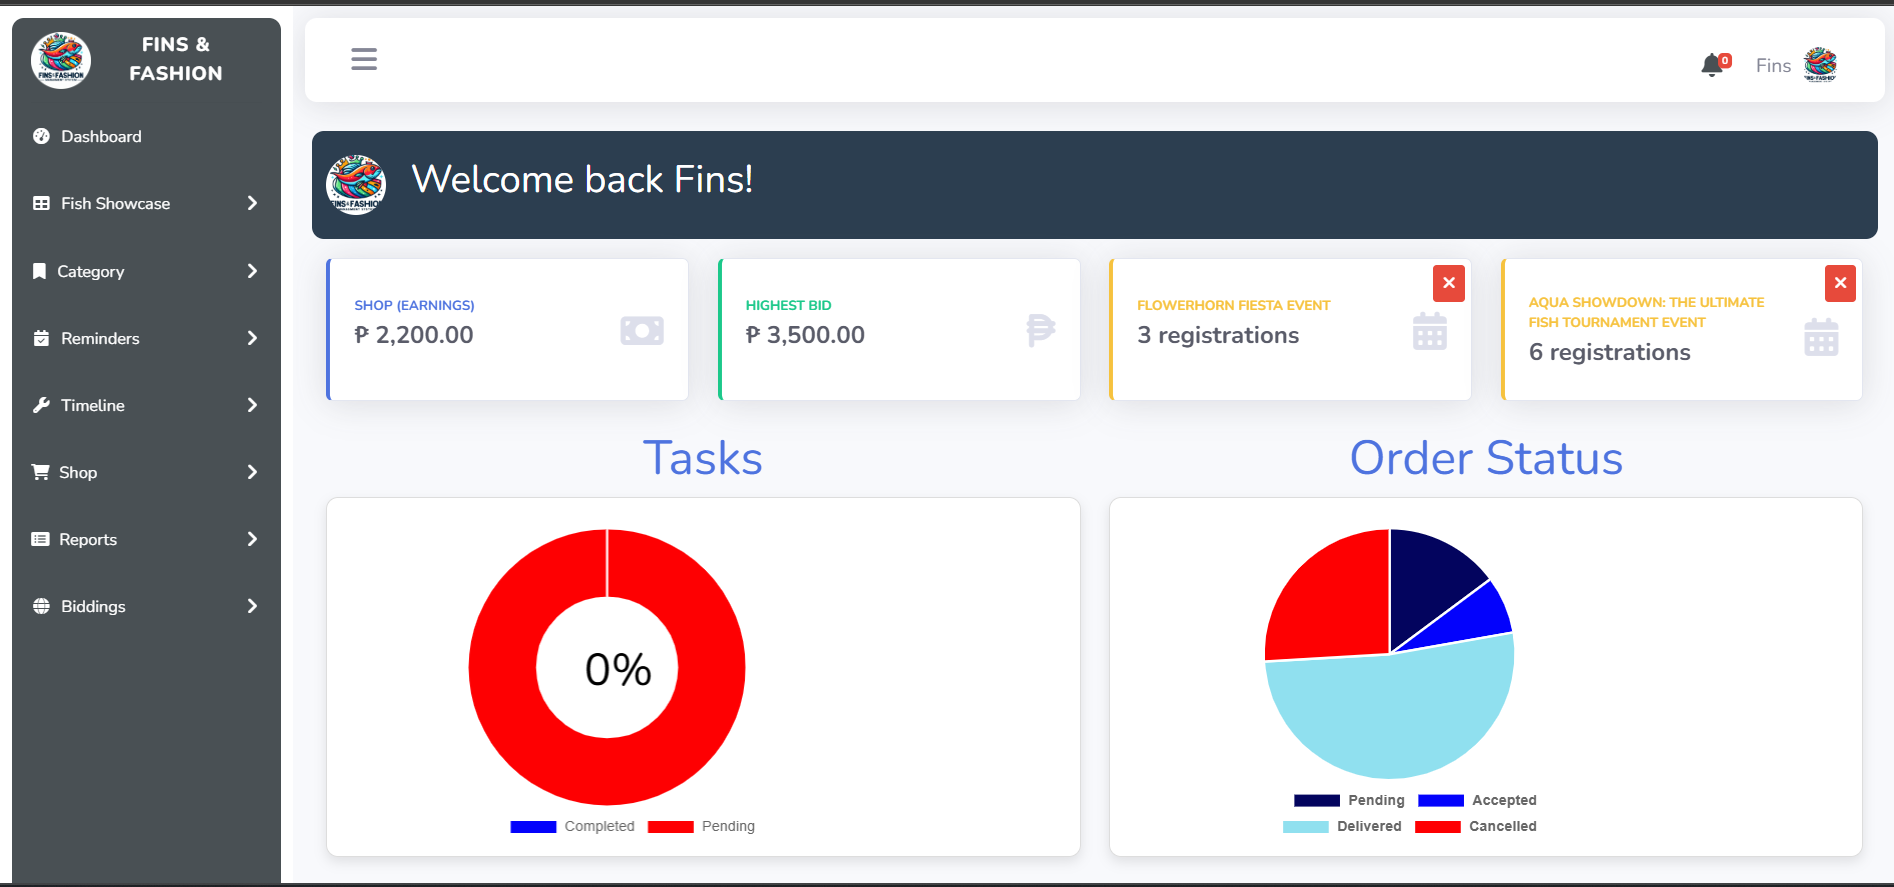 FINS &
FASHION
Dashboard
Fish Showcase
Category
Reminders
Timeline
Shop
Reports
Biddings
0
Fins
Welcome back Fins!
SHOP (EARNINGS)
₱ 2,200.00
HIGHEST BID
₱ 3,500.00
FLOWERHORN FIESTA EVENT
3 registrations
AQUA SHOWDOWN: THE ULTIMATE
FISH TOURNAMENT EVENT
6 registrations
Tasks
0%
Completed
Pending
Order Status
Pending
Accepted
Delivered
Cancelled